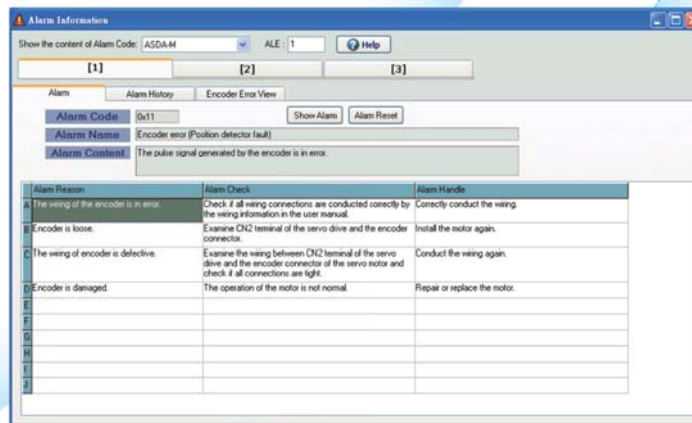 Alarm Information
Show the content of Alarm Code: ASDA-M ALE : 1 Help
[1] [2] [3]
Alarm Alarm History Encoder Error View
Alarm Code 0x11 Show Alarm Alarm Reset
Alarm Name Encoder error (Position detector fault)
Alarm Content The pulse signal generated by the encoder is in error.
Alarm Reason Alarm Check Alarm Handle
A The wiring of the encoder is in error. Check if all wiring connections are conducted correctly by Correctly conduct the wiring.
the wiring information in the user manual.
B Encoder is loose. Examine CN2 terminal of the servo drive and the encoder Install the motor again.
connector.
C The wiring of encoder is defective. Examine the wiring between CN2 terminal of the servo Conduct the wiring again.
drive and the encoder connector of the servo motor and
check if all connections are tight.
D Encoder is damaged. The operation of the motor is not normal. Repair or replace the motor.
E
F
G
H
I
J